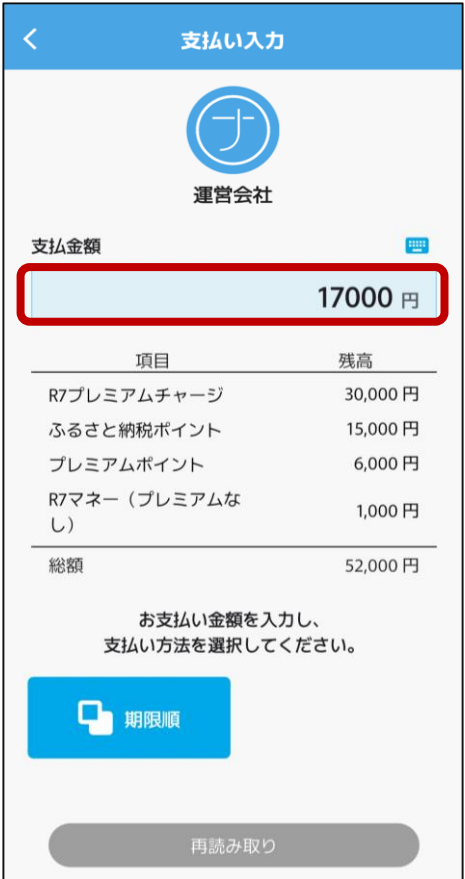 支払い入力
ナ
運営会社
支払金額
17000 円
項目 残高
R7プレミアムチャージ 30,000 円
ふるさと納税ポイント 15,000 円
プレミアムポイント 6,000 円
R7マネー（プレミアムな
し） 1,000 円
総額 52,000 円
お支払い金額を入力し、
支払い方法を選択してください。
期限順
再読み取り